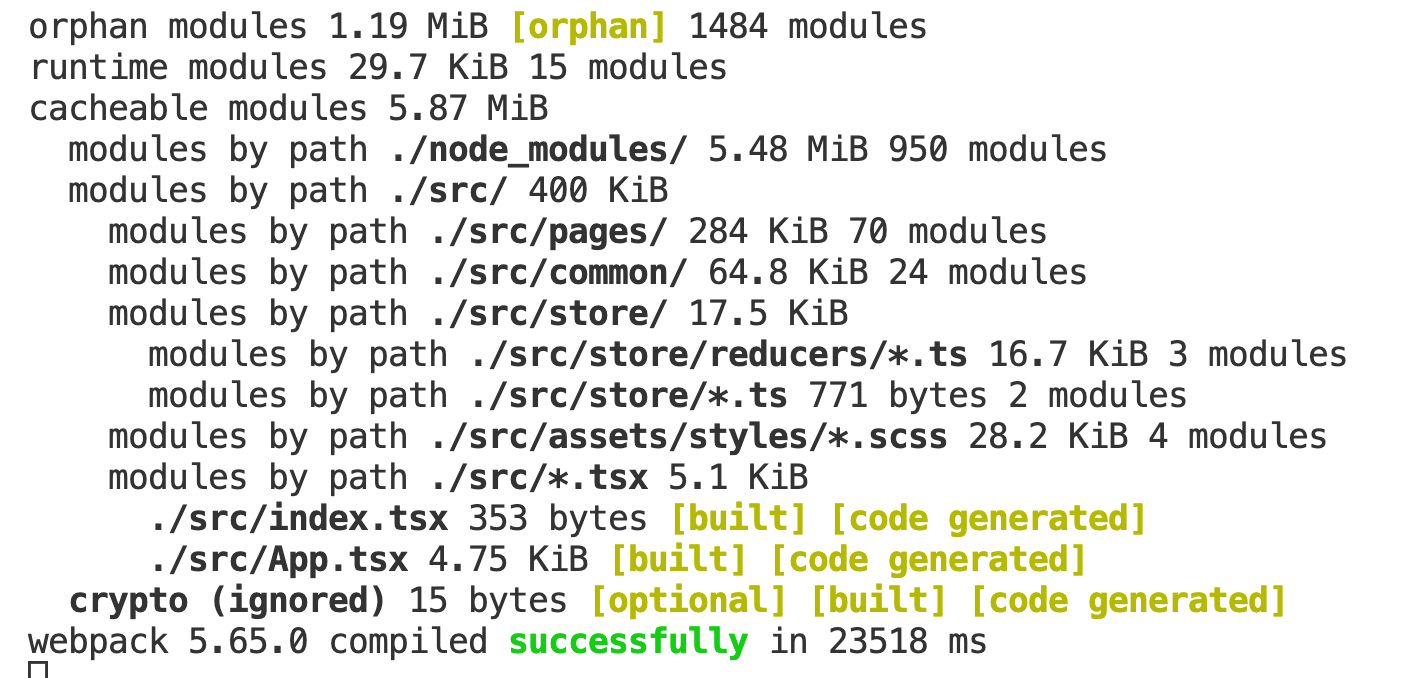 orphan modules 1.19 MiB [orphan] 1484 modules
runtime modules 29.7 KiB 15 modules
cacheable modules 5.87 MiB
  modules by path ./node_modules/ 5.48 MiB 950 modules
  modules by path ./src/ 400 KiB
    modules by path ./src/pages/ 284 KiB 70 modules
    modules by path ./src/common/ 64.8 KiB 24 modules
    modules by path ./src/store/ 17.5 KiB
      modules by path ./src/store/reducers/*.ts 16.7 KiB 3 modules
      modules by path ./src/store/*.ts 771 bytes 2 modules
    modules by path ./src/assets/styles/*.scss 28.2 KiB 4 modules
    modules by path ./src/*.tsx 5.1 KiB
      ./src/index.tsx 353 bytes [built] [code generated]
      ./src/App.tsx 4.75 KiB [built] [code generated]
  crypto (ignored) 15 bytes [optional] [built] [code generated]
webpack 5.65.0 compiled successfully in 23518 ms